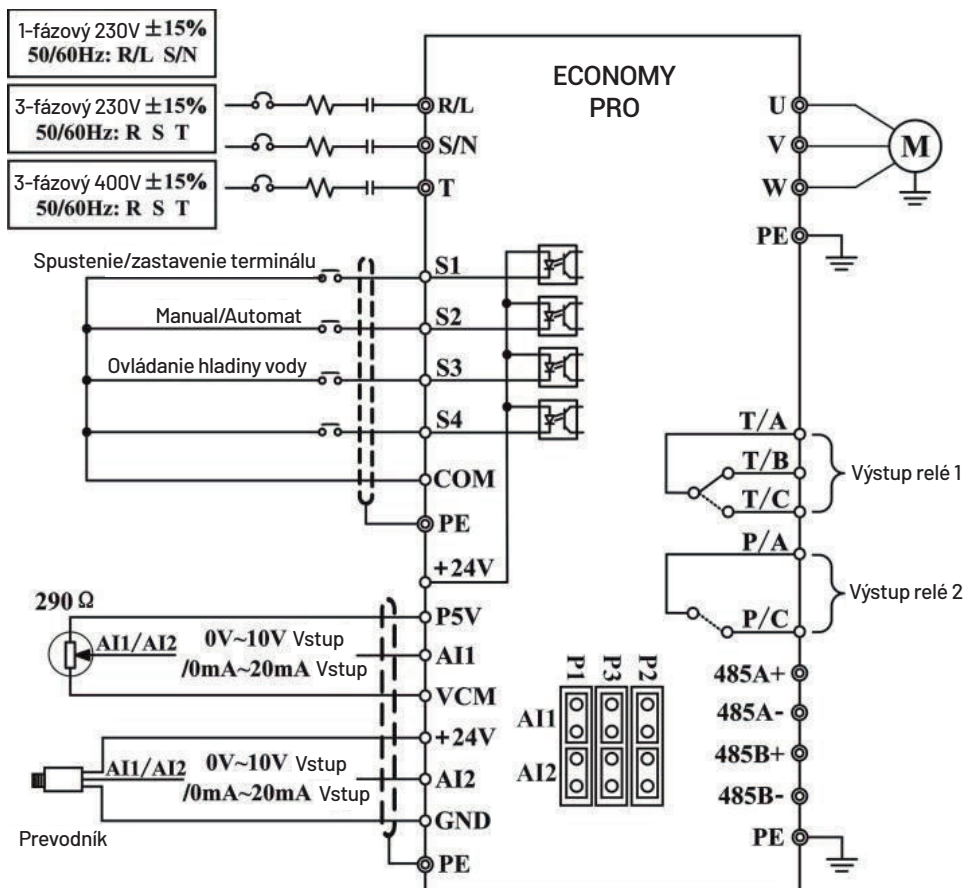 1-fázový 230V ±15%
50/60Hz: R/L S/N
3-fázový 230V ±15%
50/60Hz: R S T
3-fázový 400V ±15%
50/60Hz: R S T
ECONOMY
PRO
R/L
S/N
T
U
V
W
M
PE
Spustenie/zastavenie terminálu
S1
Manual/Automat
S2
Ovládanie hladiny vody
S3
S4
COM
PE
+24V
T/A
T/B
T/C
Výstup relé 1
P/A
P/C
Výstup relé 2
290 Ω
P5V
AI1/AI2
0V~10V Vstup
/0mA~20mA Vstup
AI1
VCM
+24V
AI1/AI2
0V~10V Vstup
/0mA~20mA Vstup
AI2
GND
Prevodník
PE
P1 P3 P2
AI1
AI2
485A+
485A-
485B+
485B-
PE